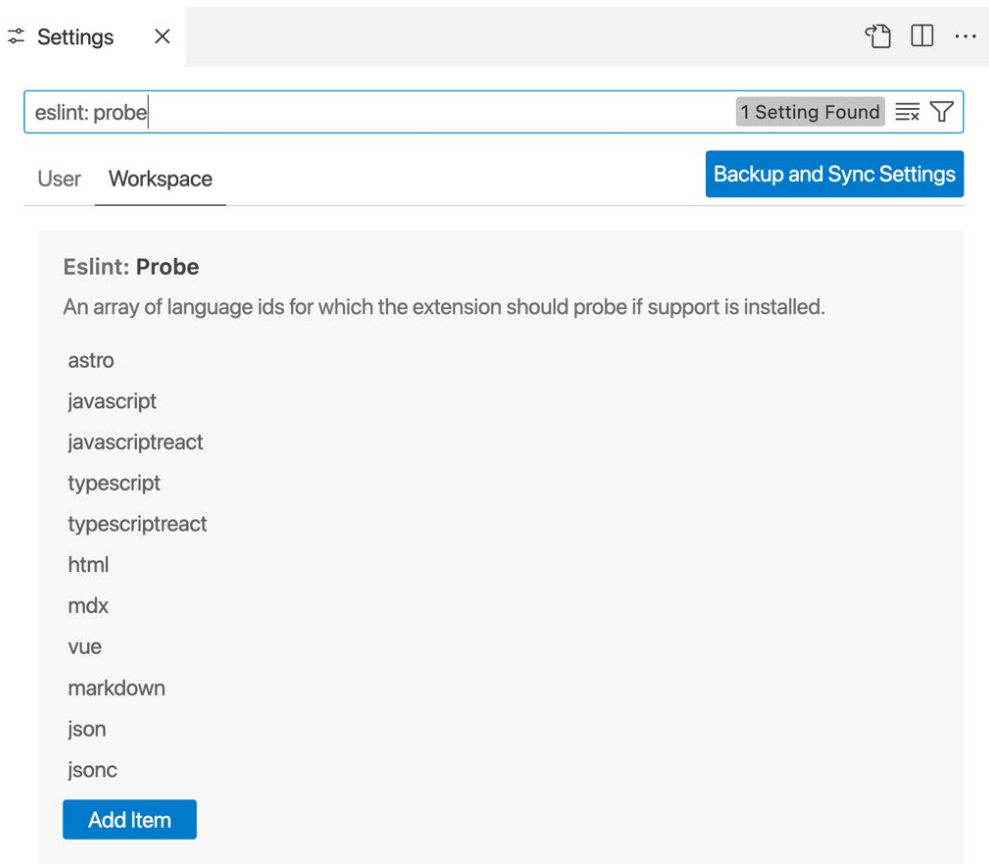 Settings
eslint: probe
1 Setting Found
User Workspace
Backup and Sync Settings
Eslint: Probe
An array of language ids for which the extension should probe if support is installed.
astro
javascript
javascriptreact
typescript
typescriptreact
html
mdx
vue
markdown
json
jsonc
Add Item